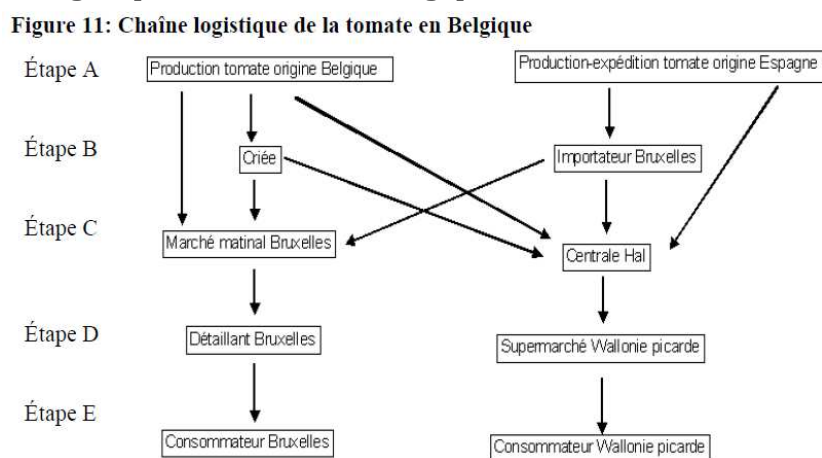 Figure 11: Chaîne logistique de la tomate en Belgique
Étape A
Production tomate origine Belgique
Production-expédition tomate origine Espagne
Étape B
Criée
Importateur Bruxelles
Étape C
Marché matinal Bruxelles
Centrale Hal
Étape D
Détaillant Bruxelles
Supermarché Wallonie picarde
Étape E
Consommateur Bruxelles
Consommateur Wallonie picarde